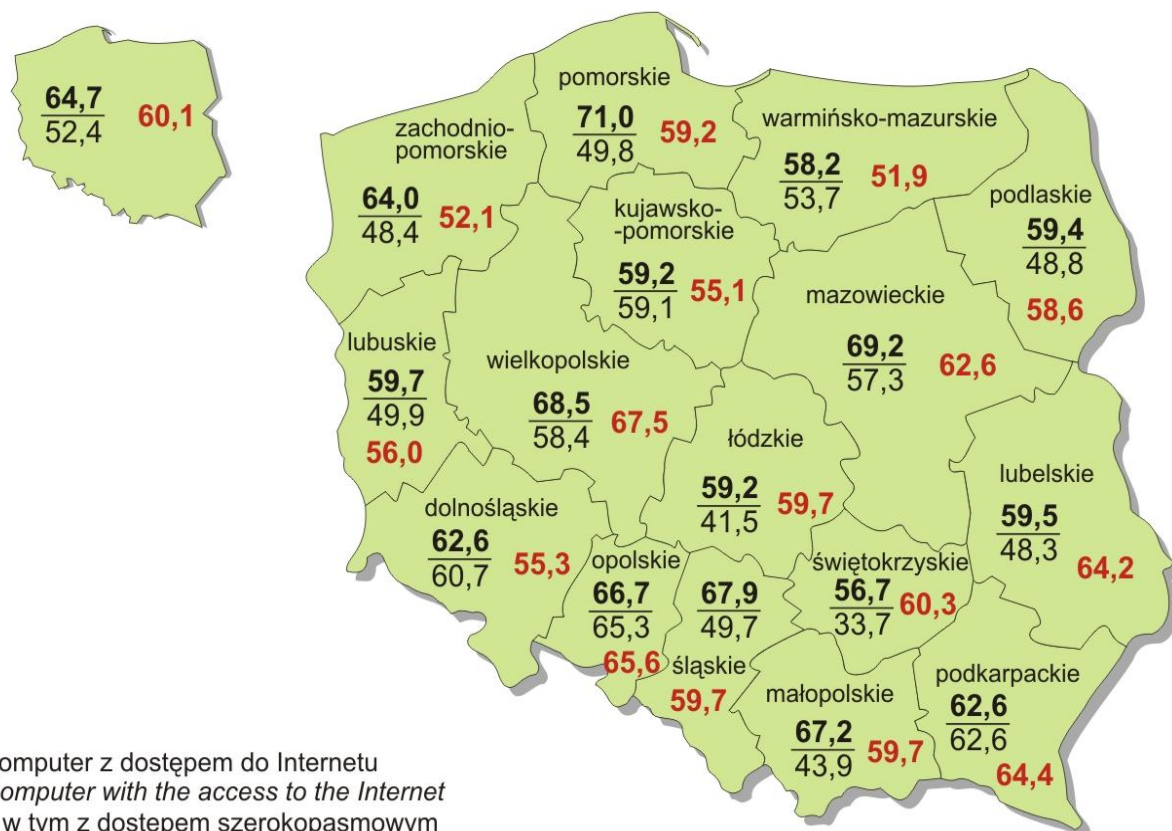 64,7
52,4
60,1
pomorskie
71,0
49,8
59,2
zachodnio-
pomorskie
64,0
48,4
52,1
warmińsko-mazurskie
58,2
53,7
51,9
podlaskie
59,4
48,8
58,6
kujawsko-
-pomorskie
59,2
59,1
55,1
mazowieckie
69,2
57,3
62,6
lubuskie
59,7
49,9
56,0
wielkopolskie
68,5
58,4
67,5
łódzkie
59,2
41,5
59,7
lubelskie
59,5
48,3
64,2
dolnośląskie
62,6
60,7
55,3
opolskie
66,7
65,3
65,6
67,9
49,7
śląskie
59,7
świętokrzyskie
56,7
33,7
60,3
małopolskie
67,2
43,9
59,7
podkarpackie
62,6
62,6
64,4
omputer z dostępem do Internetu
omputer with the access to the Internet
w tym z dostępem szerokopasmowym